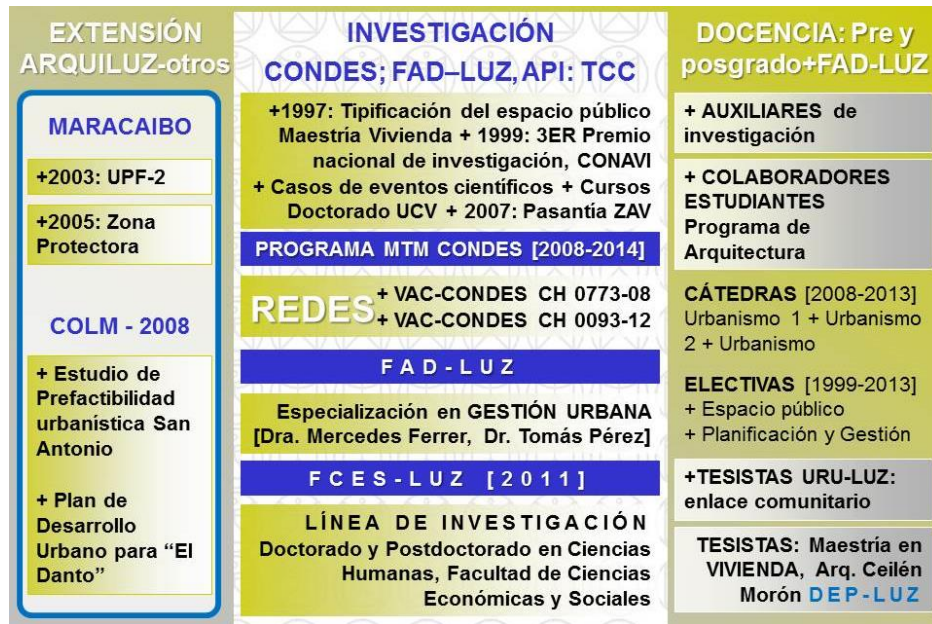 EXTENSIÓN
ARQUILUZ-otros
MARACAIBO
+2003: UPF-2
+2005: Zona
Protectora
COLM - 2008
+ Estudio de
Prefactibilidad
urbanística San
Antonio
+ Plan de
Desarrollo
Urbano para “El
Danto”
INVESTIGACIÓN
CONDES; FAD–LUZ, API: TCC
+1997: Tipificación del espacio público
Maestría Vivienda + 1999: 3ER Premio
nacional de investigación, CONAVI
+ Casos de eventos científicos + Cursos
Doctorado UCV + 2007: Pasantía ZAV
PROGRAMA MTM CONDES [2008-2014]
REDES
+ VAC-CONDES CH 0773-08
+ VAC-CONDES CH 0093-12
FAD-LUZ
Especialización en GESTIÓN URBANA
[Dra. Mercedes Ferrer, Dr. Tomás Pérez]
FCES-LUZ [2011]
LÍNEA DE INVESTIGACIÓN
Doctorado y Postdoctorado en Ciencias
Humanas, Facultad de Ciencias
Económicas y Sociales
DOCENCIA: Pre y
posgrado+FAD-LUZ
+ AUXILIARES de
investigación
+ COLABORADORES
ESTUDIANTES
Programa de
Arquitectura
CÁTEDRAS [2008-2013]
Urbanismo 1 + Urbanismo
2 + Urbanismo
ELECTIVAS [1999-2013]
+ Espacio público
+ Planificación y Gestión
+TESISTAS URU-LUZ:
enlace comunitario
TESISTAS: Maestría en
VIVIENDA, Arq. Ceilén
Morón DEP-LUZ